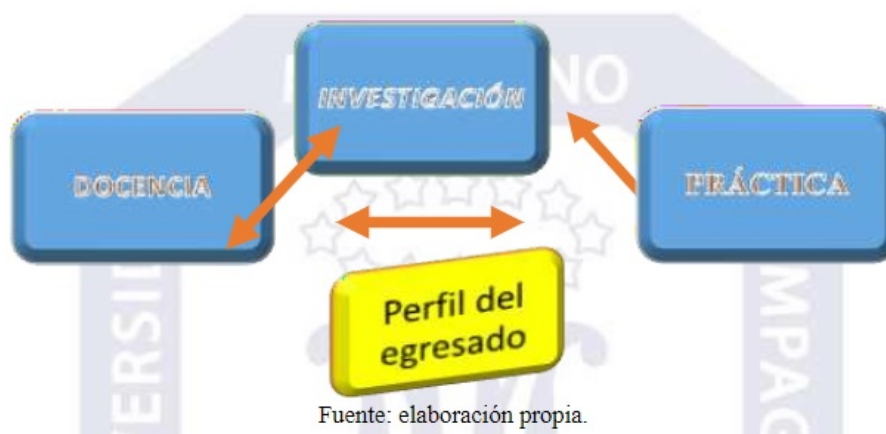 INVESTIGACIÓN
DOCENCIA
PRÁCTICA
Perfil del
egresado
Fuente: elaboración propia.